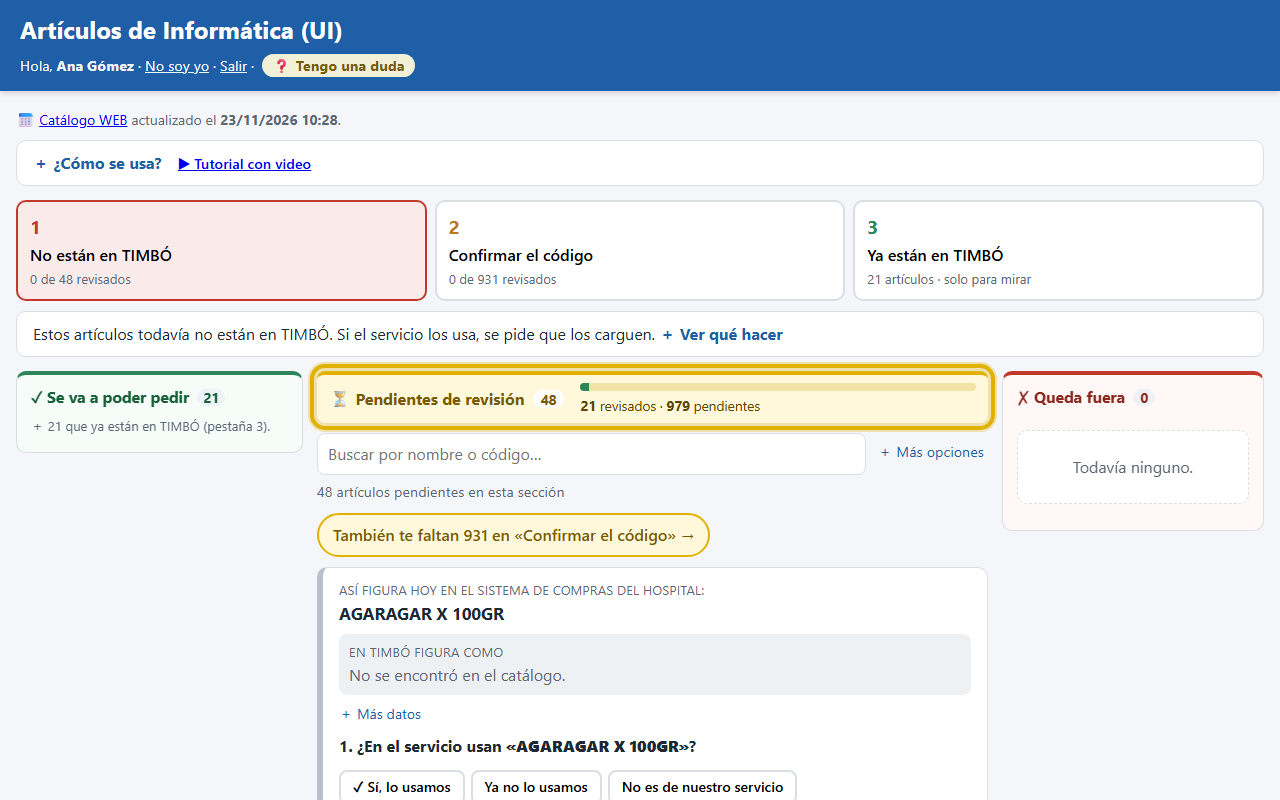 Artículos de Informática (UI)
Hola, Ana Gómez · No soy yo · Salir · ❓ Tengo una duda
Catálogo WEB actualizado el 23/11/2026 10:28.
+ ¿Cómo se usa? ▶ Tutorial con video
1
No están en TIMBÓ
0 de 48 revisados
2
Confirmar el código
0 de 931 revisados
3
Ya están en TIMBÓ
21 artículos · solo para mirar
Estos artículos todavía no están en TIMBÓ. Si el servicio los usa, se pide que los carguen. + Ver qué hacer
✓ Se va a poder pedir 21
+ 21 que ya están en TIMBÓ (pestaña 3).
⏳ Pendientes de revisión 48
21 revisados · 979 pendientes
Buscar por nombre o código...
+ Más opciones
48 artículos pendientes en esta sección
También te faltan 931 en «Confirmar el código» →
ASÍ FIGURA HOY EN EL SISTEMA DE COMPRAS DEL HOSPITAL:
AGARAGAR X 100GR
EN TIMBÓ FIGURA COMO
No se encontró en el catálogo.
+ Más datos
1. ¿En el servicio usan «AGARAGAR X 100GR»?
✓ Sí, lo usamos
Ya no lo usamos
No es de nuestro servicio
✗ Queda fuera 0
Todavía ninguno.